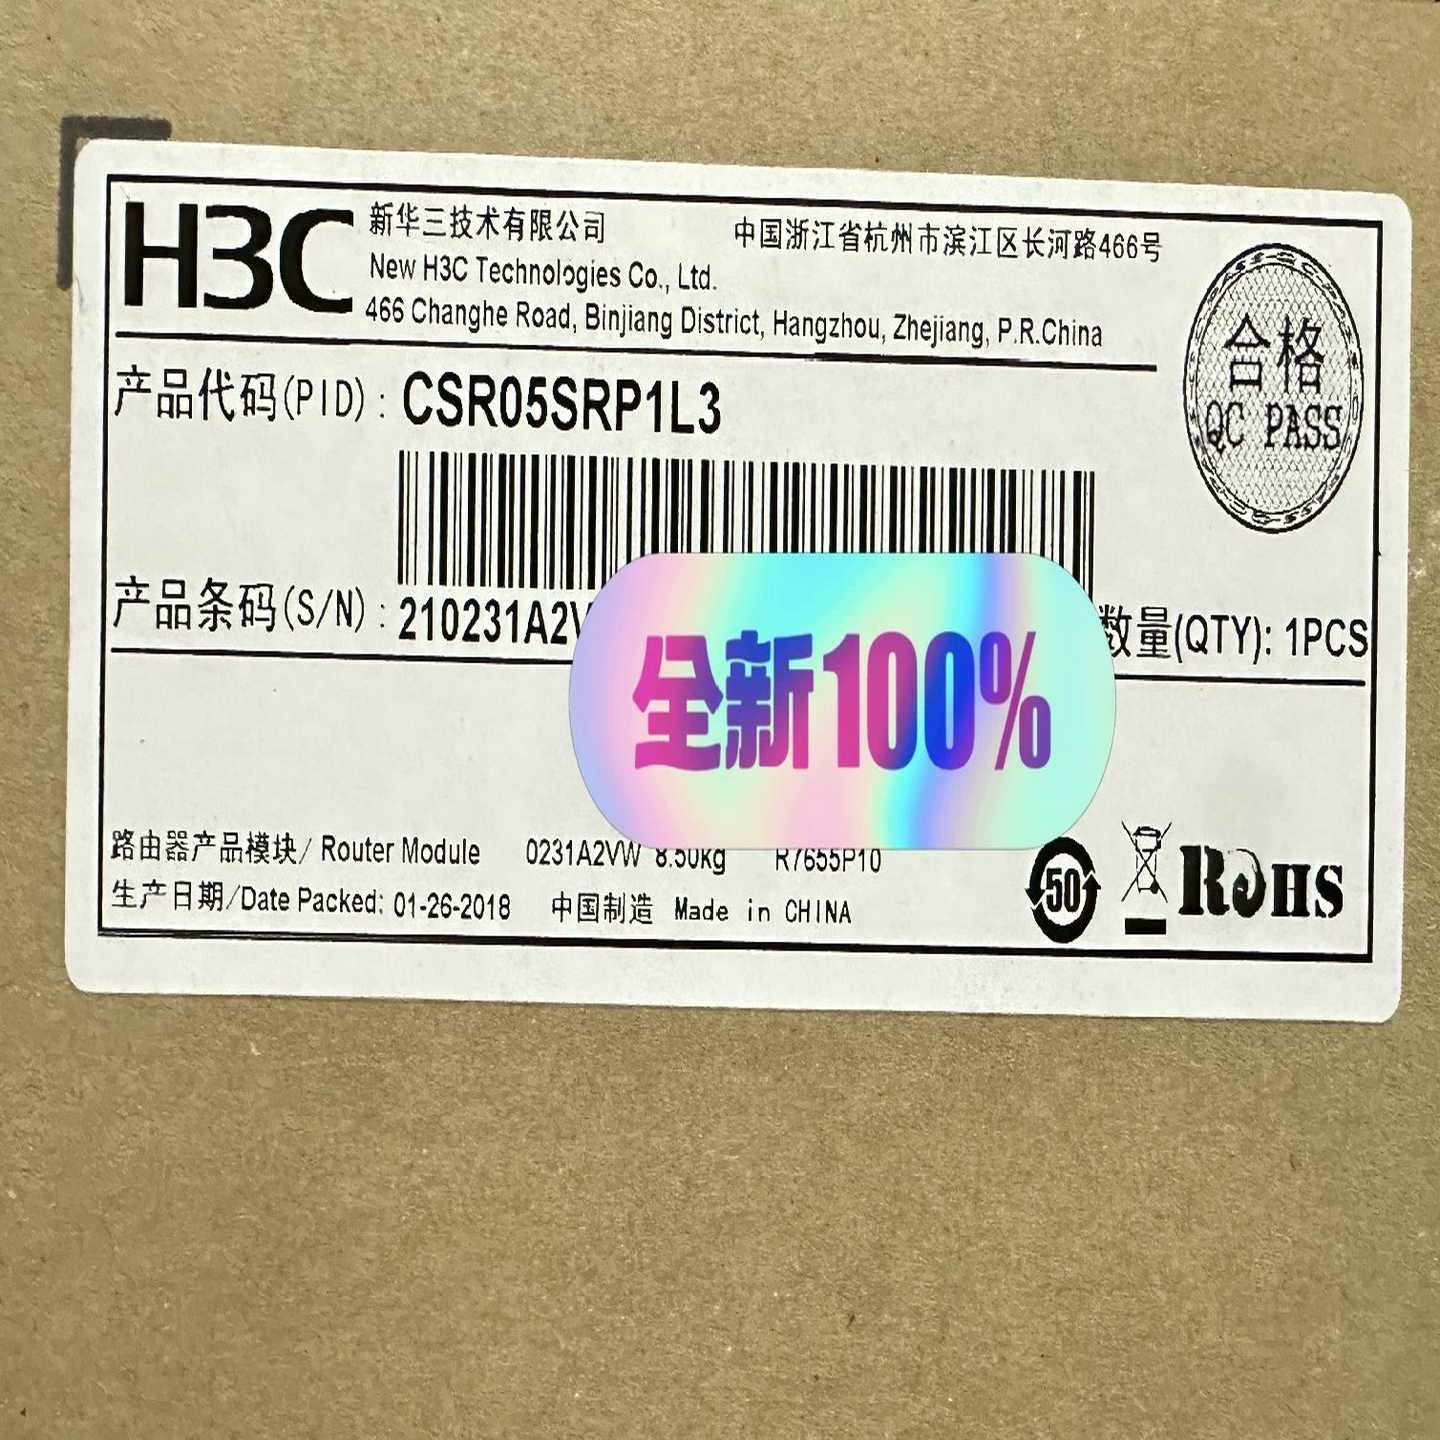 H3C
新华三技术有限公司 中国浙江省杭州市滨江区长河路466号
New H3C Technologies Co., Ltd.
466 Changhe Road, Binjiang District, Hangzhou, Zhejiang, P.R.China
合格
QC PASS
产品代码(PID): CSR05SRP1L3
产品条码(S/N): 210231A2V
数量(QTY): 1PCS
全新100%
路由器产品模块/ Router Module 0231A2VW 8.50kg R7655P10
生产日期/Date Packed: 01-26-2018 中国制造 Made in CHINA
50
RoHS